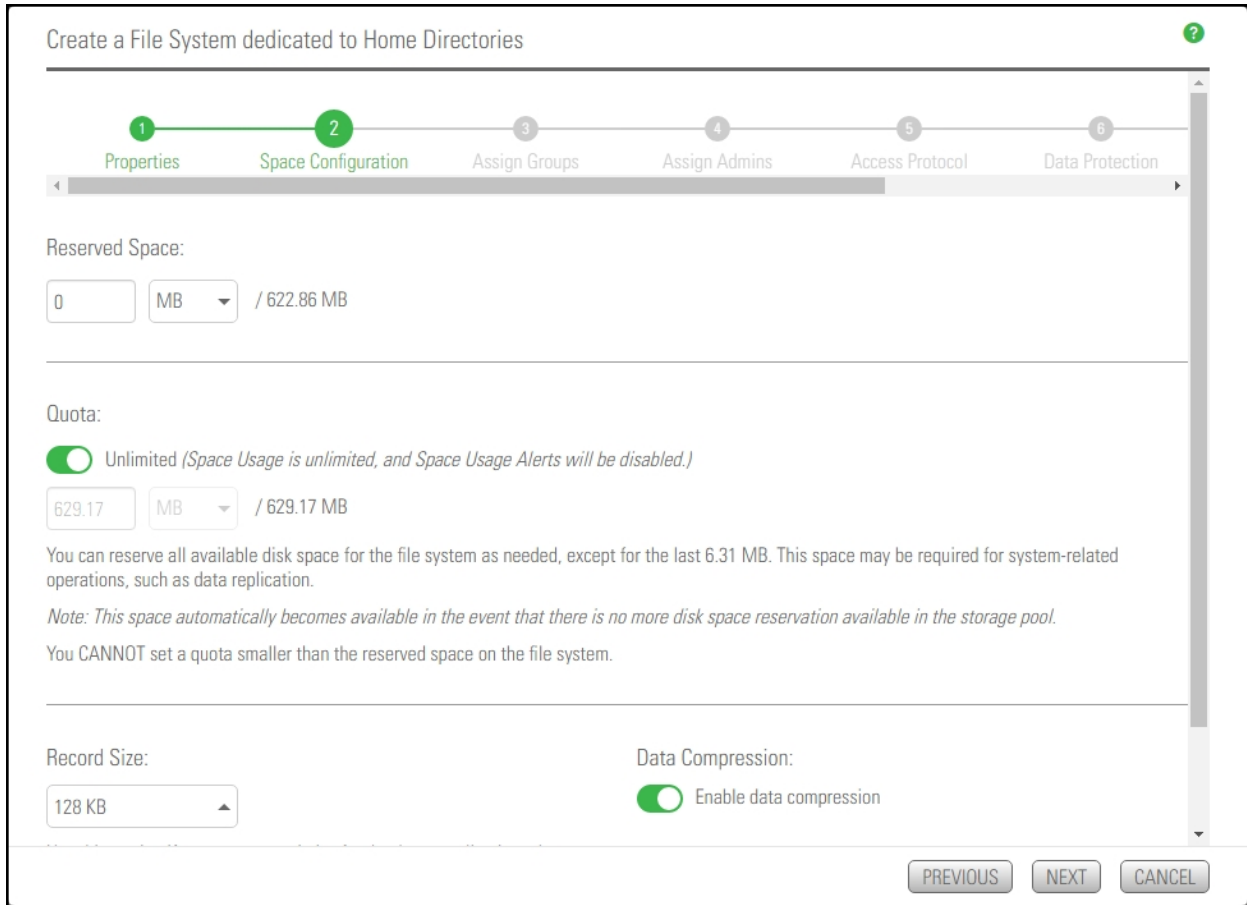 Create a File System dedicated to Home Directories
?
1 2 3 4 5 6
Properties Space Configuration Assign Groups Assign Admins Access Protocol Data Protection
Reserved Space:
0 MB / 622.86 MB
Quota:
Unlimited (Space Usage is unlimited, and Space Usage Alerts will be disabled.)
629.17 MB / 629.17 MB
You can reserve all available disk space for the file system as needed, except for the last 6.31 MB. This space may be required for system-related
operations, such as data replication.
Note: This space automatically becomes available in the event that there is no more disk space reservation available in the storage pool.
You CANNOT set a quota smaller than the reserved space on the file system.
Record Size: Data Compression:
128 KB Enable data compression
PREVIOUS NEXT CANCEL